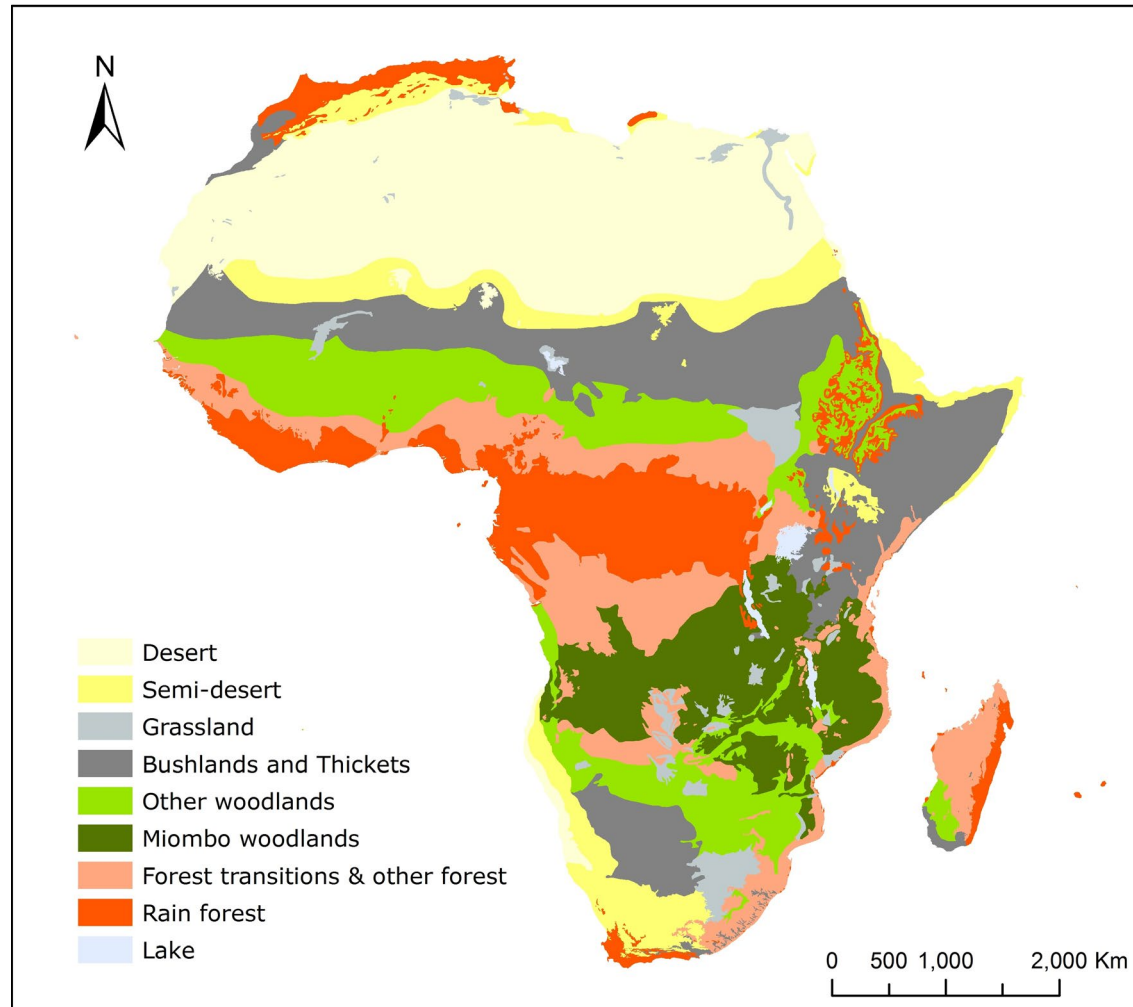 N
Desert
Semi-desert
Grassland
Bushlands and Thickets
Other woodlands
Miombo woodlands
Forest transitions & other forest
Rain forest
Lake
0 500 1,000 2,000 Km